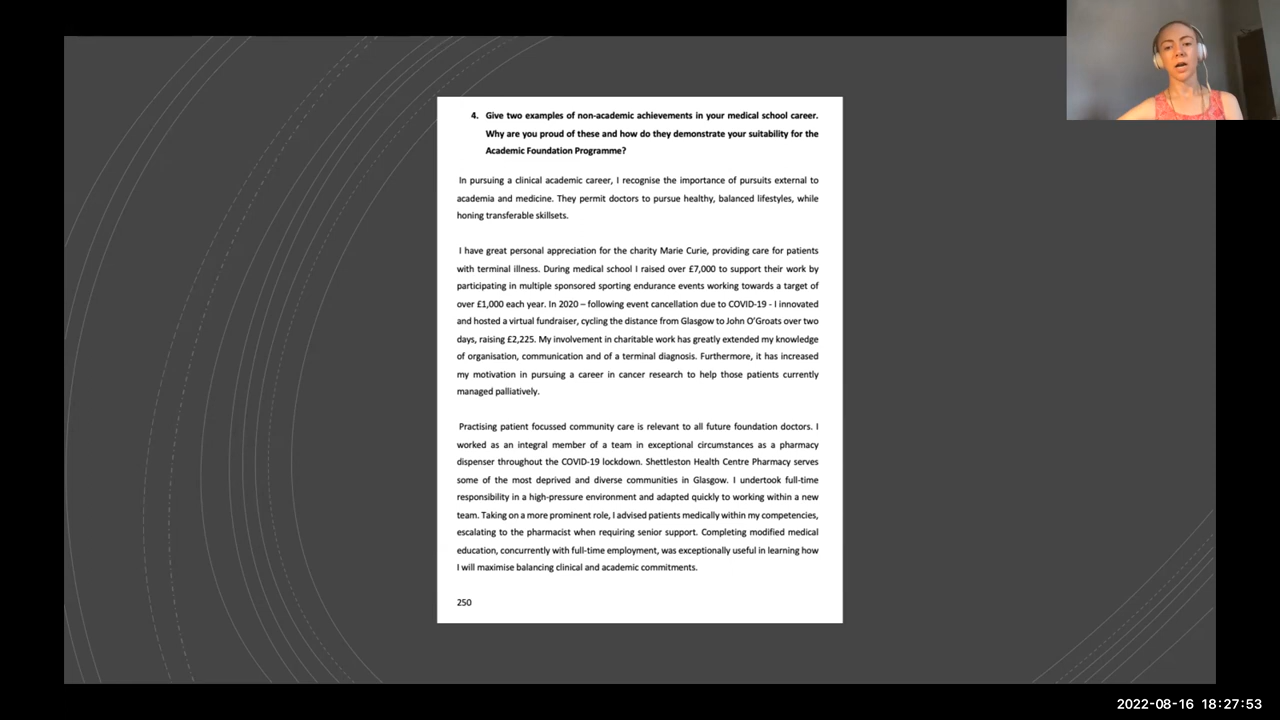 4. Give two examples of non-academic achievements in your medical school career.
Why are you proud of these and how do they demonstrate your suitability for the
Academic Foundation Programme?
In pursuing a clinical academic career, I recognise the importance of pursuits external to
academia and medicine. They permit doctors to pursue healthy, balanced lifestyles, while
honing transferable skillsets.
I have great personal appreciation for the charity Marie Curie, providing care for patients
with terminal illness. During medical school I raised over £7,000 to support their work by
participating in multiple sponsored sporting endurance events working towards a target of
over £1,000 each year. In 2020 – following event cancellation due to COVID-19 - I innovated
and hosted a virtual fundraiser, cycling the distance from Glasgow to John O'Groats over two
days, raising £2,225. My involvement in charitable work has greatly extended my knowledge
of organisation, communication and of a terminal diagnosis. Furthermore, it has increased
my motivation in pursuing a career in cancer research to help those patients currently
managed palliatively.
Practising patient focussed community care is relevant to all future foundation doctors. I
worked as an integral member of a team in exceptional circumstances as a pharmacy
dispenser throughout the COVID-19 lockdown. Shettleston Health Centre Pharmacy serves
some of the most deprived and diverse communities in Glasgow. I undertook full-time
responsibility in a high-pressure environment and adapted quickly to working within a new
team. Taking on a more prominent role, I advised patients medically within my competencies,
escalating to the pharmacist when requiring senior support. Completing modified medical
education, concurrently with full-time employment, was exceptionally useful in learning how
I will maximise balancing clinical and academic commitments.
250
2022-08-16 18:27:53